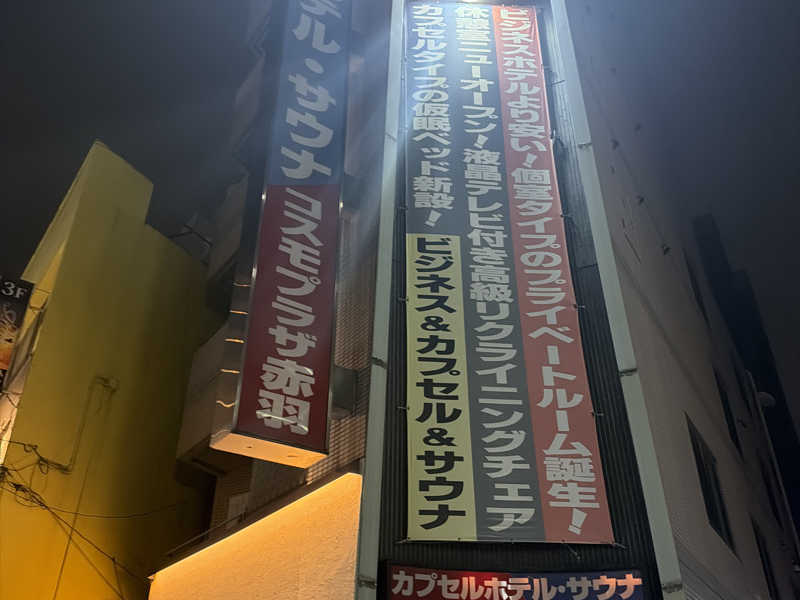 ビジネスホテルより安い！個室タイプのプライベートルーム誕生！
休憩室ニューオープン！液晶テレビ付き高級リクライニングチェア
カプセルタイプの仮眠ベッド新設！
ビジネス&カプセル&サウナ
テル・サウナ
コスモプラザ赤羽
カプセルホテル・サウナ
3F